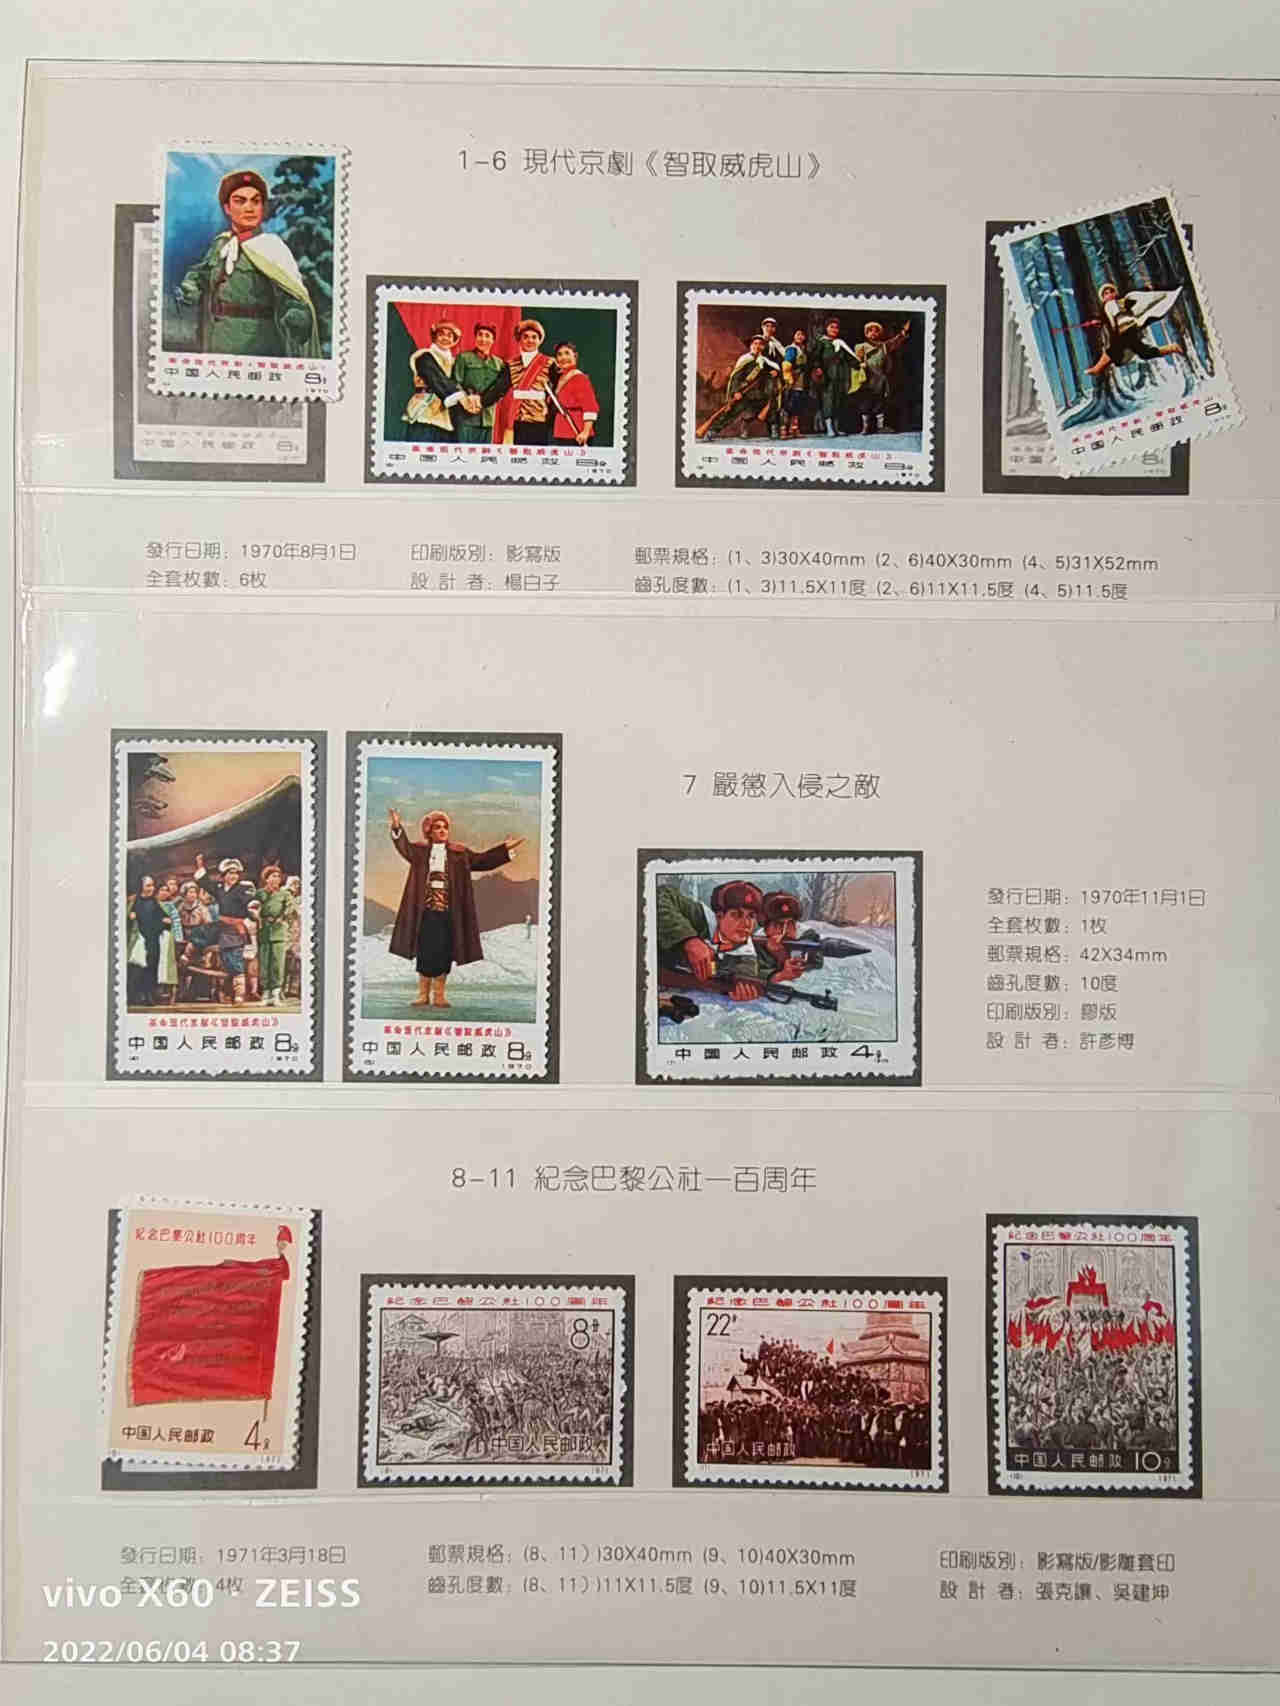 1-6 現代京劇《智取威虎山》
革命现代京剧《智取威虎山》
中国人民邮政 8分
1970
革命现代京剧《智取威虎山》
中国人民邮政 8分
1970
革命现代京剧《智取威虎山》
中国人民邮政 8分
1970
革命现代京剧《智取威虎山》
中国人民邮政 8分
發行日期：1970年8月1日
全套枚數：6枚
印刷版別：影寫版
設 計 者：楊白子
郵票規格：(1、3)30X40mm (2、6)40X30mm (4、5)31X52mm
齒孔度數：(1、3)11.5X11度 (2、6)11X11.5度 (4、5)11.5度
革命现代京剧《智取威虎山》
中国人民邮政 8分
(4) 1970
革命现代京剧《智取威虎山》
中国人民邮政 8分
(5) 1970
7 嚴懲入侵之敵
中国人民邮政 4分
(7)
發行日期：1970年11月1日
全套枚數：1枚
郵票規格：42X34mm
齒孔度數：10度
印刷版別：膠版
設 計 者：許彥博
8-11 紀念巴黎公社一百周年
紀念巴黎公社100周年
中国人民邮政 4分
1971
紀念巴黎公社100周年
8分
中国人民邮政
1971
紀念巴黎公社100周年
22分
中国人民邮政
1971
紀念巴黎公社100周年
中国人民邮政 10分
(10) 1971
發行日期：1971年3月18日
全套枚數：4枚
郵票規格：(8、11）)30X40mm (9、10)40X30mm
齒孔度數：(8、11）)11X11.5度 (9、10)11.5X11度
印刷版別：影寫版/影雕套印
設 計 者：張克讓、吳建坤
vivo X60 · ZEISS
2022/06/04 08:37